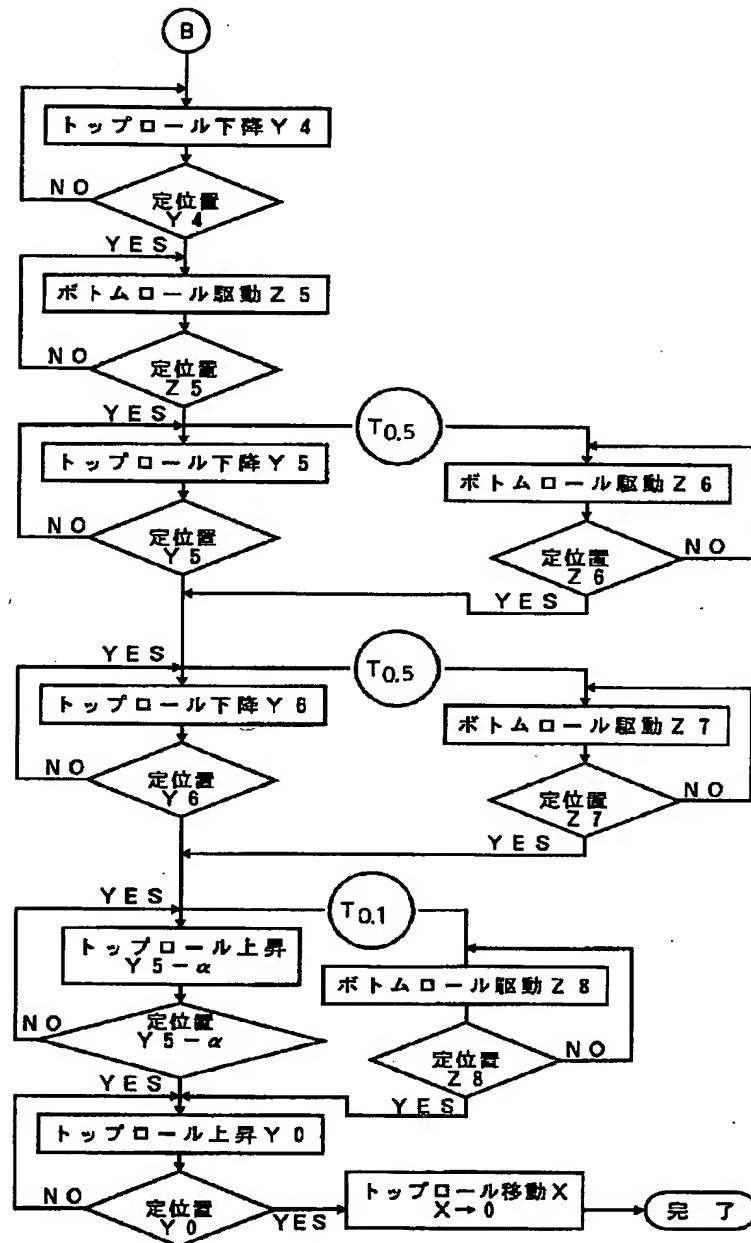 B
トップロール下降Y4
NO
定位置
Y4
YES
ボトムロール駆動Z5
NO
定位置
Z5
YES
T0.5
トップロール下降Y5
ボトムロール駆動Z6
NO
定位置
Y5
定位置
Z6
NO
YES
YES
T0.5
トップロール下降Y6
ボトムロール駆動Z7
NO
定位置
Y6
定位置
Z7
NO
YES
YES
T0.1
トップロール上昇
Y5-α
ボトムロール駆動Z8
NO
定位置
Y5-α
定位置
Z8
NO
YES
YES
トップロール上昇Y0
NO
定位置
Y0
YES
トップロール移動X
X→0
完了